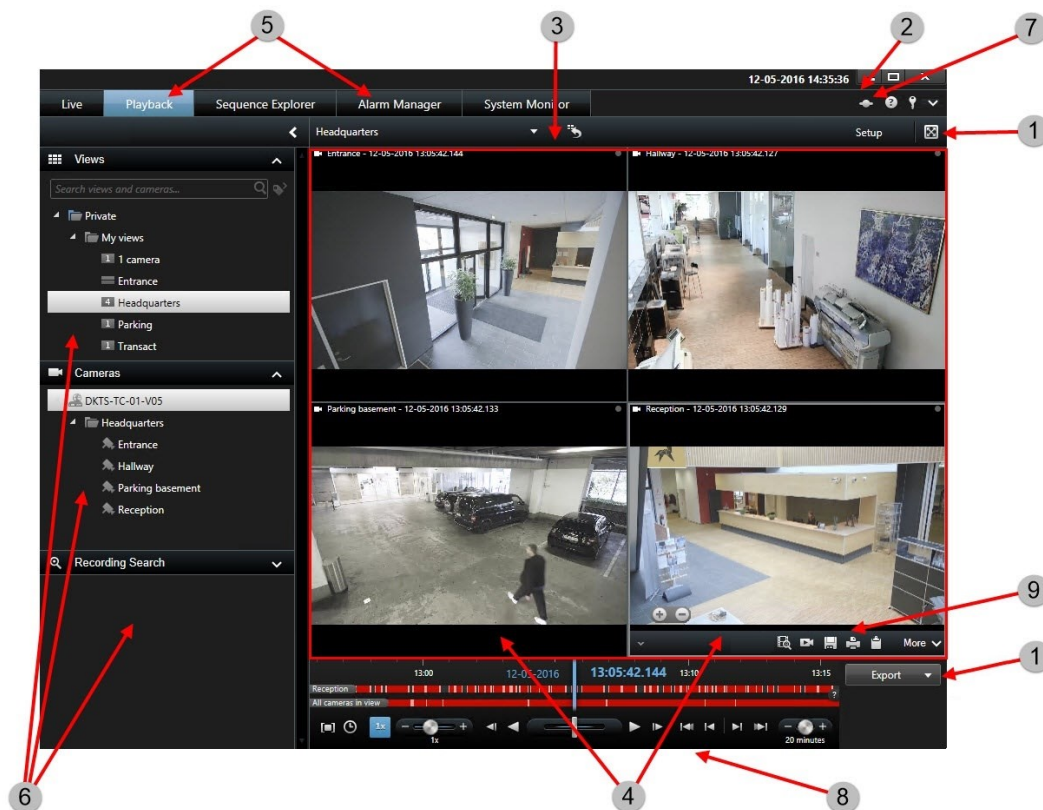 5
3
2
7
12-05-2016 14:35:36
Live
Playback
Sequence Explorer
Alarm Manager
System Monitor
Headquarters
Setup
1
Views
Search views and cameras...
Private
My views
1 1 camera
Entrance
4 Headquarters
1 Parking
1 Transact
Cameras
DKTS-TC-01-V05
Headquarters
Entrance
Hallway
Parking basement
Reception
Recording Search
Entrance - 12-05-2016 13:05:42.144
Hallway - 12-05-2016 13:05:42.127
Parking basement - 12-05-2016 13:05:42.133
Reception - 12-05-2016 13:05:42.129
9
More
13:00
12-05-2016
13:05:42.144
13:10
13:15
Export
1
Reception
?
All cameras in view
1x
1x
20 minutes
6
4
8